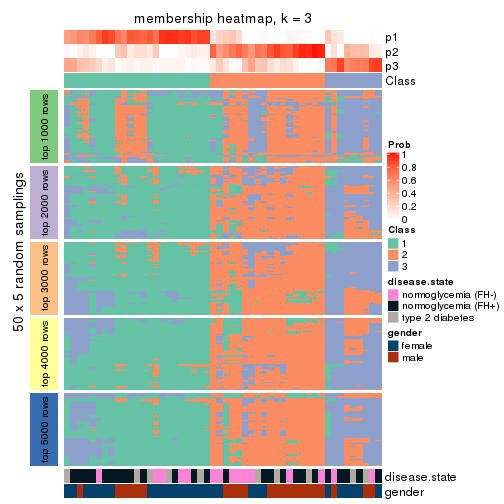 membership heatmap, k = 3
p1
p2
p3
Class
50 x 5 random samplings
top 1000 rows
top 2000 rows
top 3000 rows
top 4000 rows
top 5000 rows
Prob
1
0.8
0.6
0.4
0.2
0
Class
1
2
3
disease.state
normoglycemia (FH-)
normoglycemia (FH+)
type 2 diabetes
gender
female
male
disease.state
gender